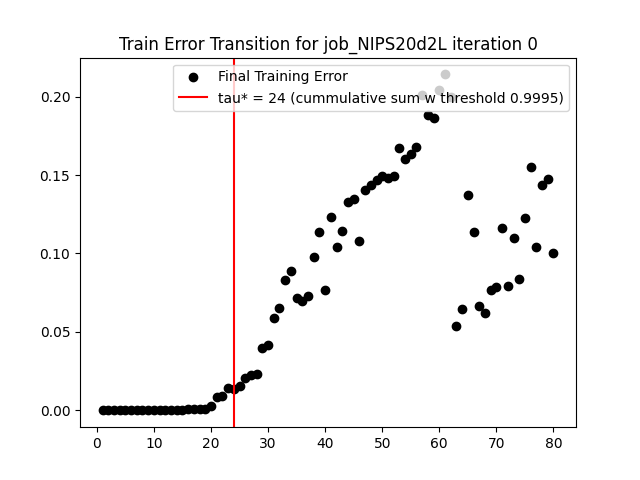 Train Error Transition for job_NIPS20d2L iteration 0
Final Training Error
tau* = 24 (cummulative sum w threshold 0.9995)
0.20
0.15
0.10
0.05
0.00
0 10 20 30 40 50 60 70 80